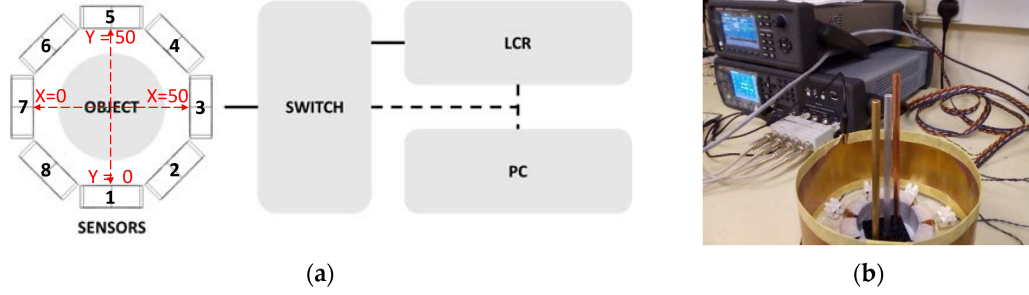 5
Y = 50
6
4
LCR
7
X=0
OBJECT
X=50
3
SWITCH
8
Y = 0
2
PC
1
SENSORS
(a)
(b)